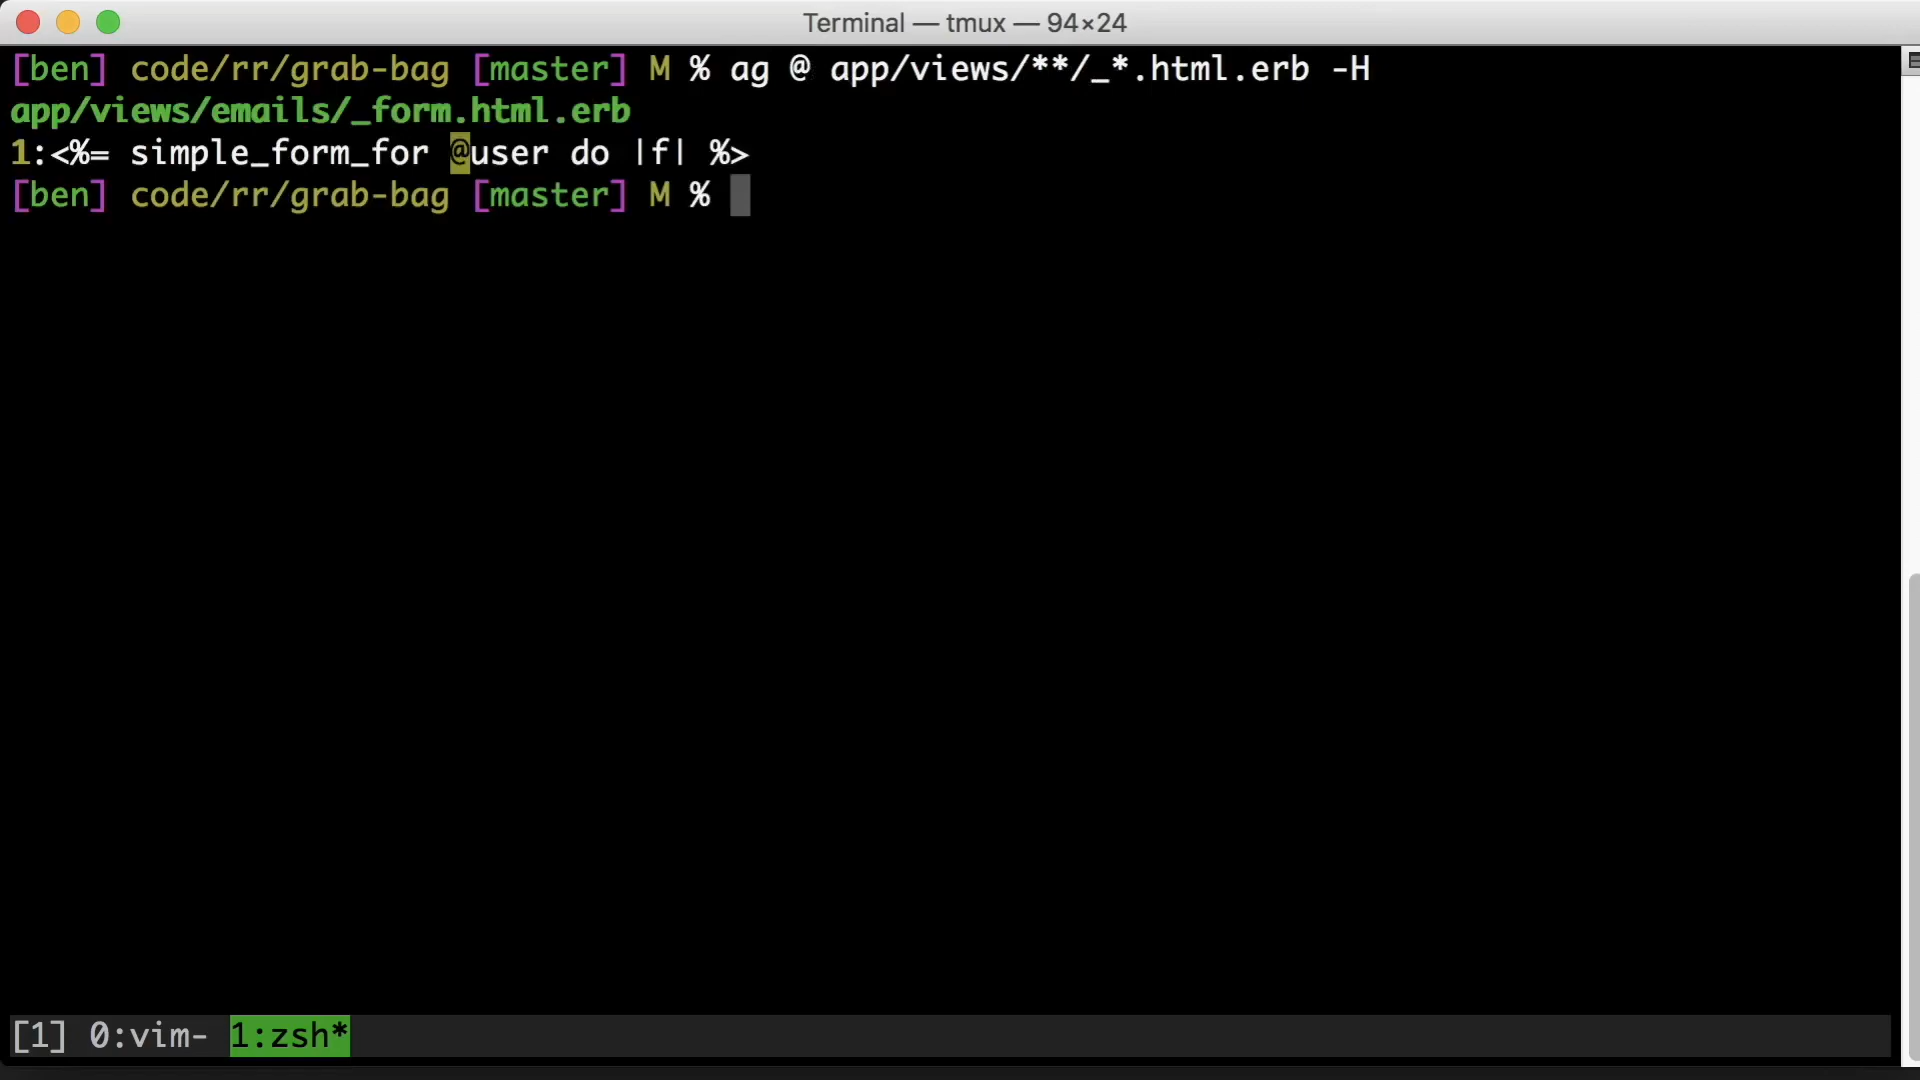 Terminal — tmux — 94×24
[ben] code/rr/grab-bag [master] M % ag @ app/views/**/_*.html.erb -H
app/views/emails/_form.html.erb
1:<%= simple_form_for @user do |f| %>
[ben] code/rr/grab-bag [master] M %
[1] 0:vim- 1:zsh*